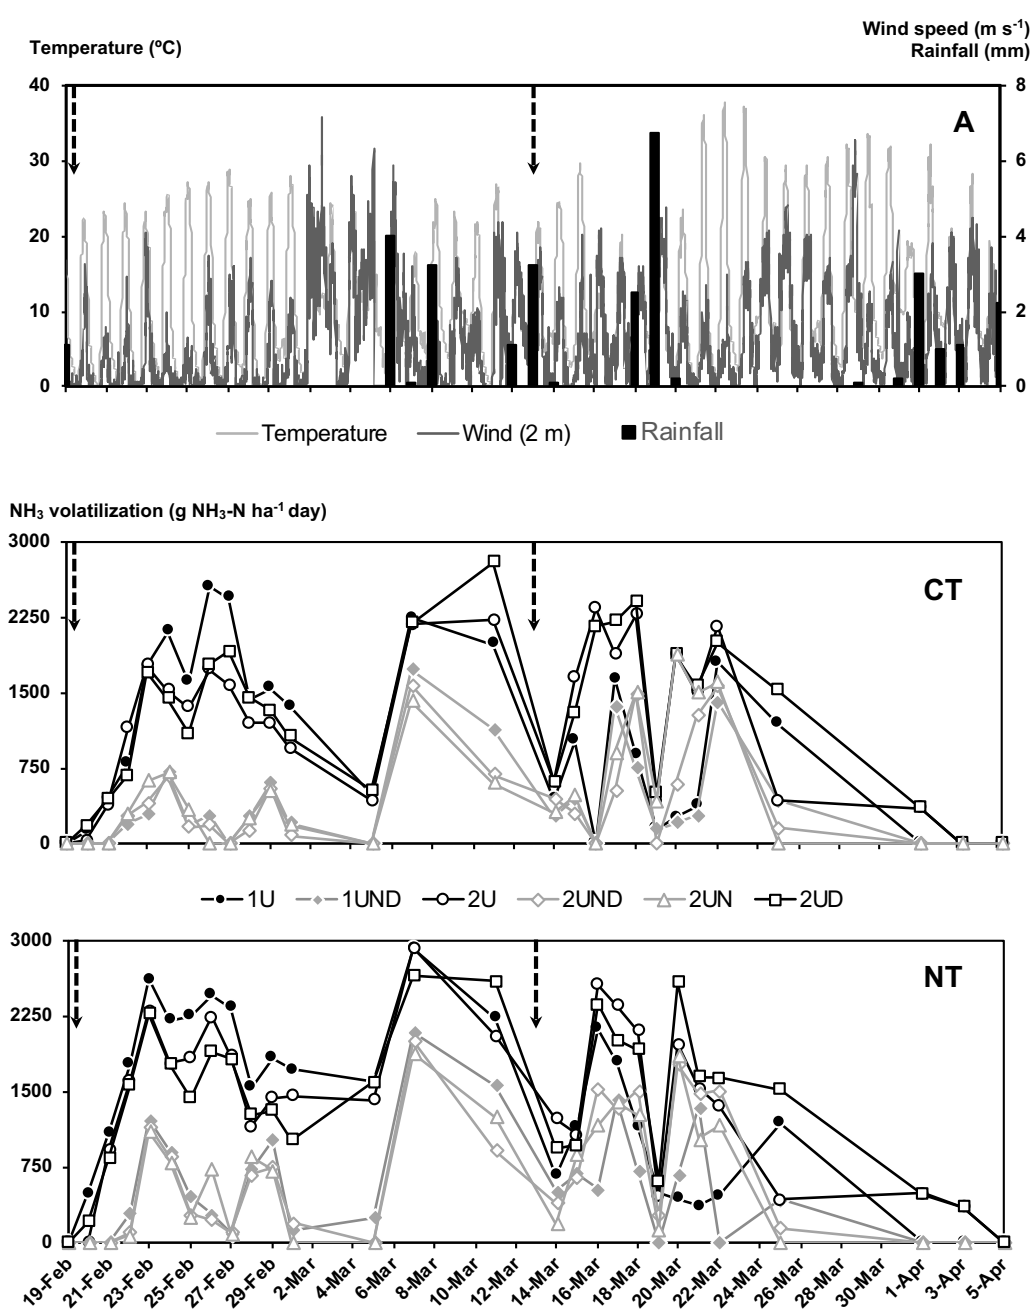 Wind speed (m s-1)
Temperature (ºC)
Rainfall (mm)
40
8
A
30
6
20
4
10
2
0
0
Temperature
Wind (2 m)
Rainfall
NH3 volatilization (g NH3-N ha-1 day)
3000
CT
2250
1500
750
0
1U
1UND
2U
2UND
2UN
2UD
3000
NT
2250
1500
750
0
19-Feb
21-Feb
23-Feb
25-Feb
27-Feb
29-Feb
2-Mar
4-Mar
6-Mar
8-Mar
10-Mar
12-Mar
14-Mar
16-Mar
18-Mar
20-Mar
22-Mar
24-Mar
26-Mar
28-Mar
30-Mar
1-Apr
3-Apr
5-Apr